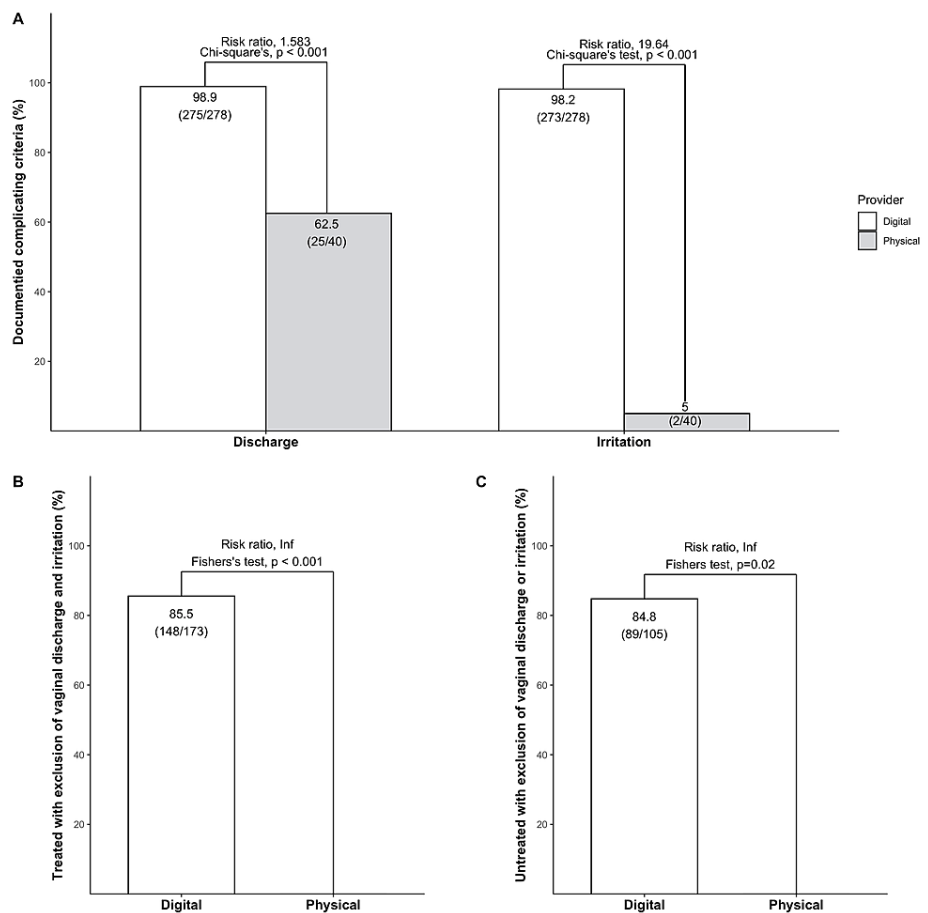 A
Documentied complicating criteria (%)
100
80
60
40
20
Risk ratio, 1.583
Chi-square's, p < 0.001
98.9
(275/278)
62.5
(25/40)
Discharge
Risk ratio, 19.64
Chi-square's test, p < 0.001
98.2
(273/278)
5
(2/40)
Irritation
Provider
Digital
Physical
B
Treated with exclusion of vaginal discharge and irritation (%)
100
80
60
40
20
Risk ratio, Inf
Fishers's test, p < 0.001
85.5
(148/173)
Digital
Physical
C
Untreated with exclusion of vaginal discharge or irritation (%)
100
80
60
40
20
Risk ratio, Inf
Fishers test, p=0.02
84.8
(89/105)
Digital
Physical